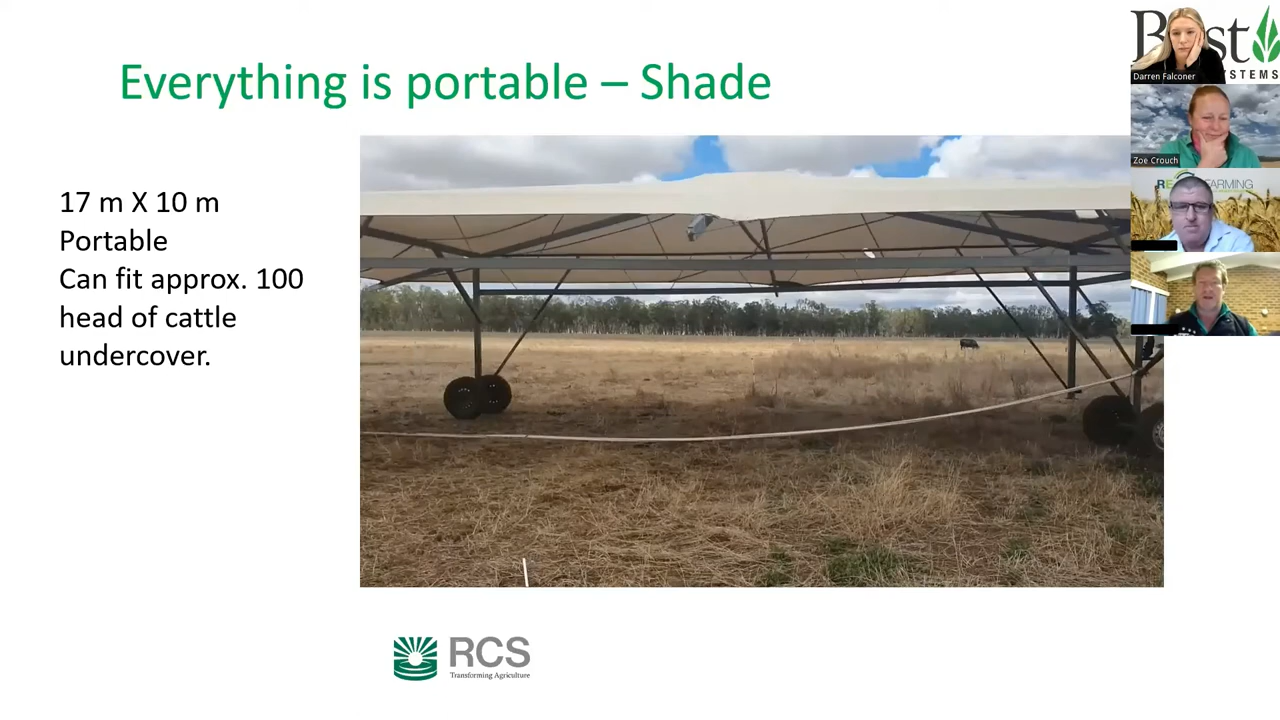 Everything is portable – Shade
17 m X 10 m
Portable
Can fit approx. 100
head of cattle
undercover.
RCS
Transforming Agriculture
Darren Falconer
Zoe Crouch